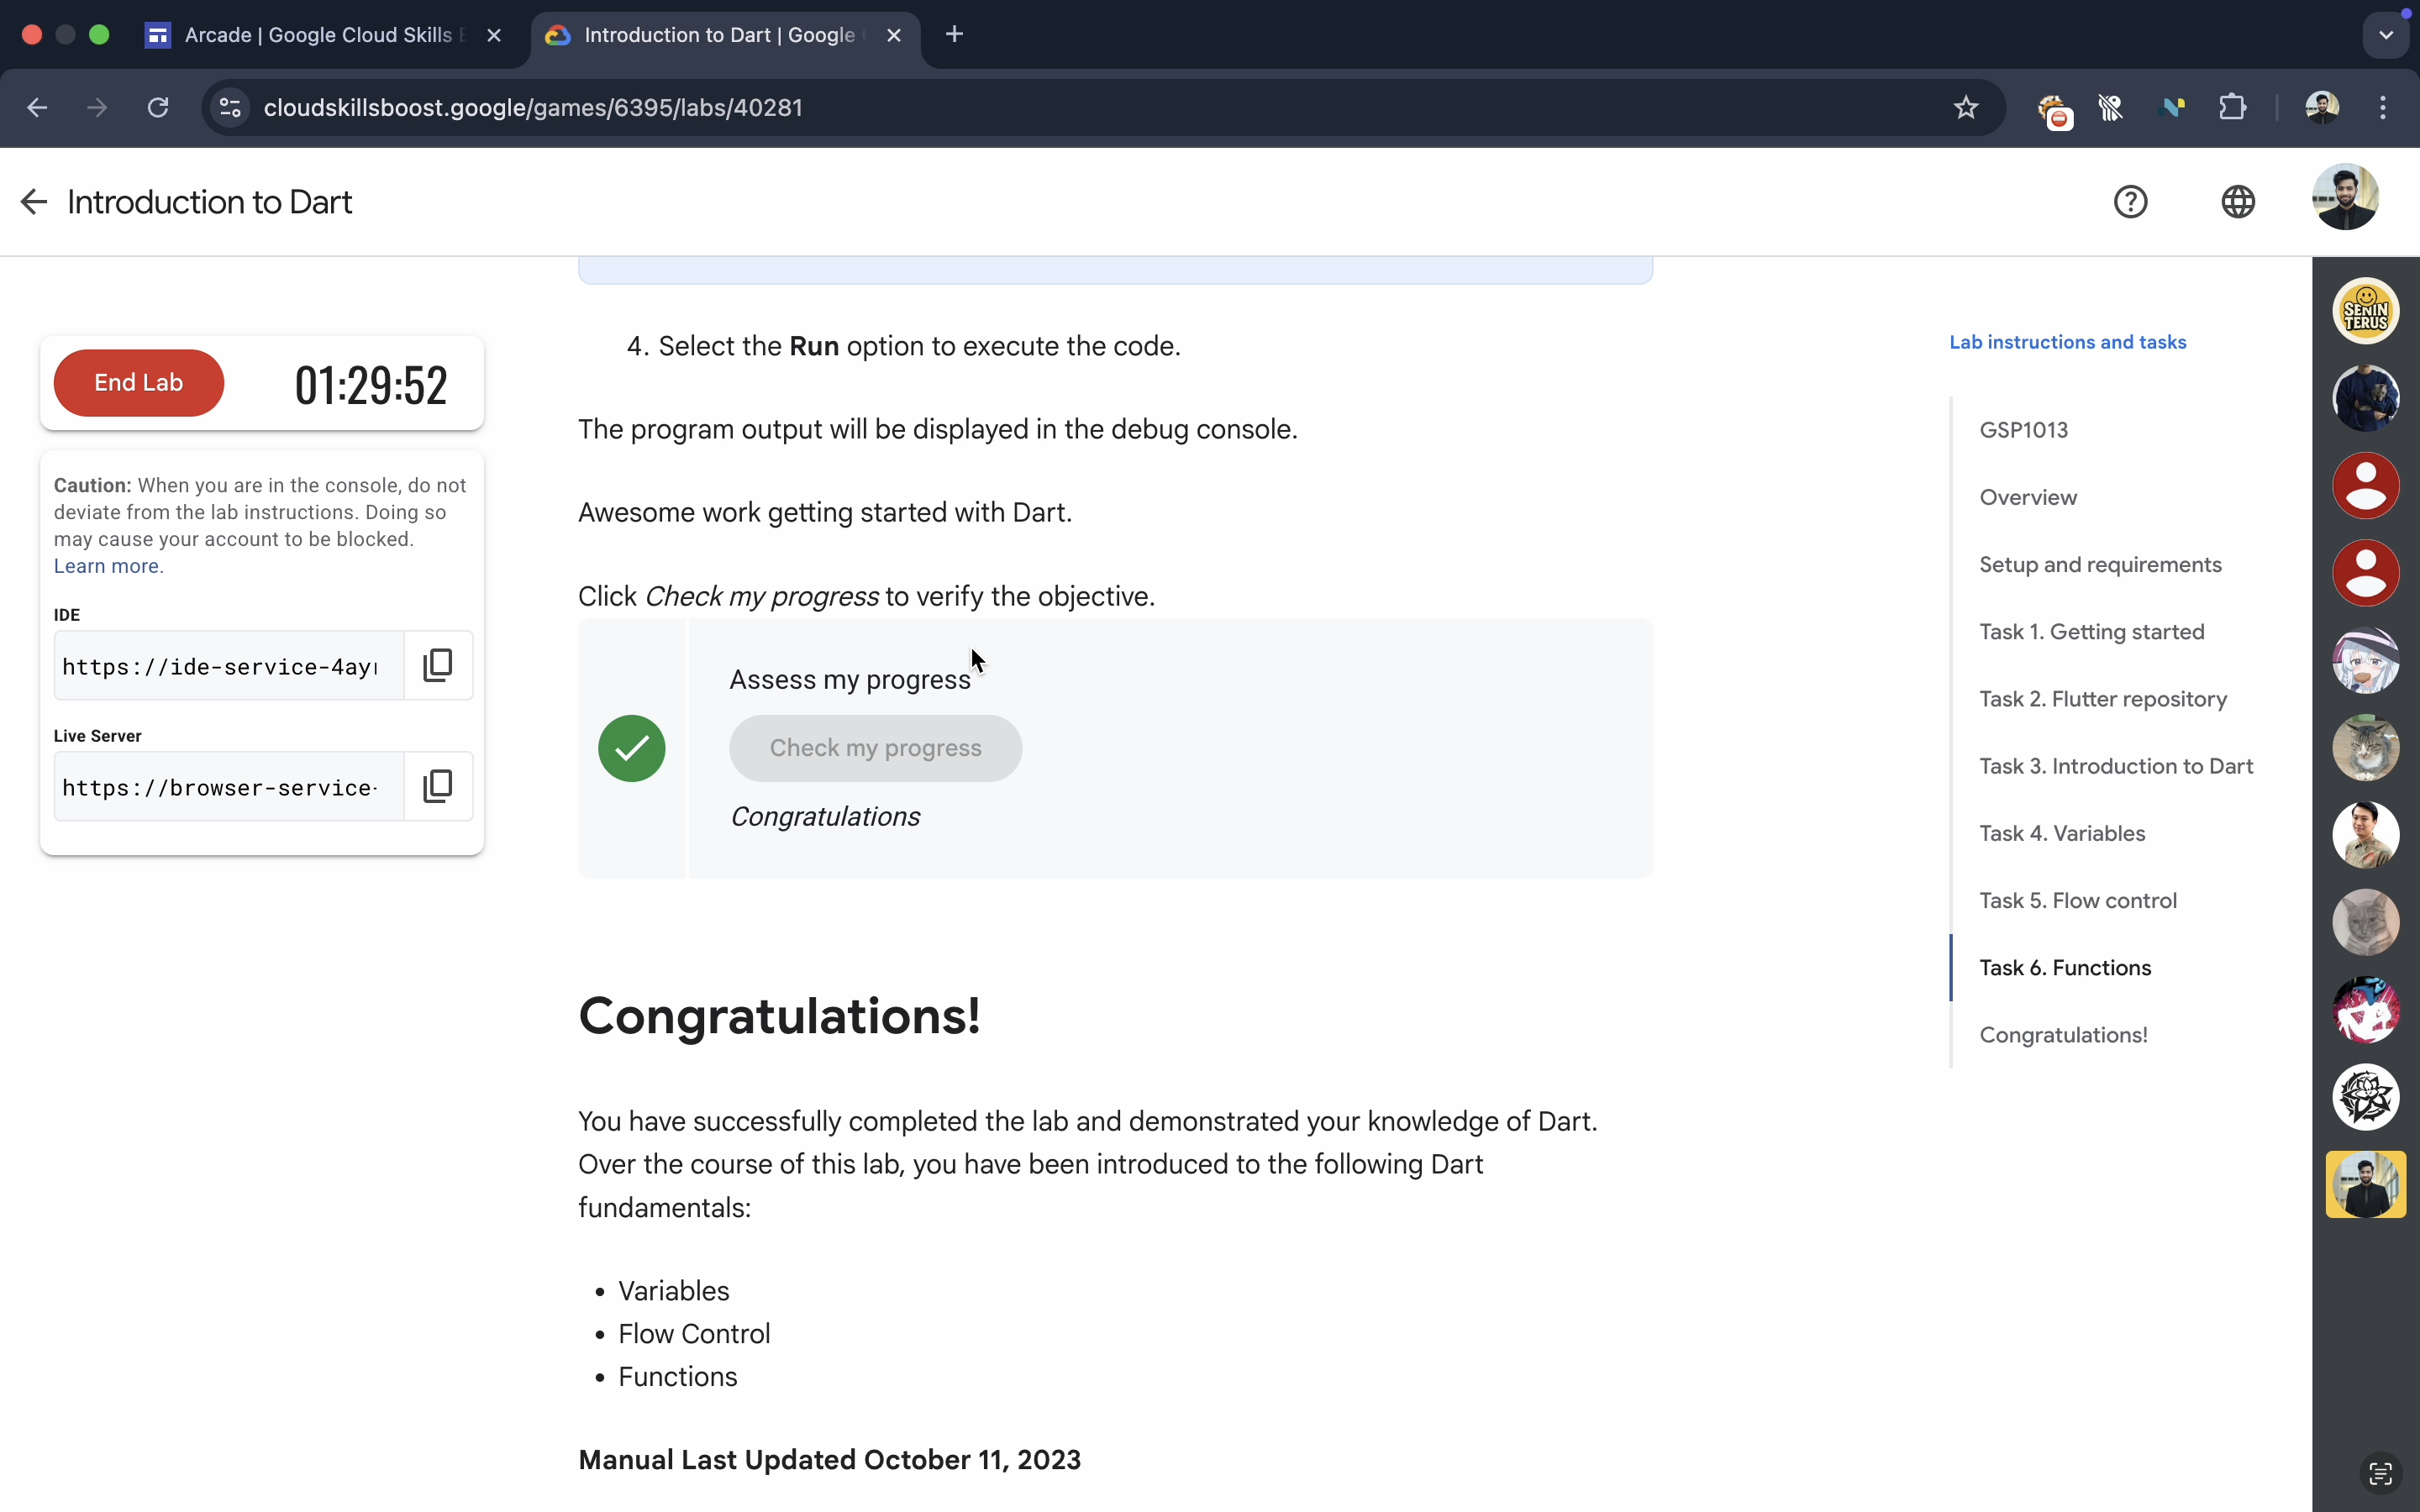 Arcade | Google Cloud Skills
Introduction to Dart | Google
cloudskillsboost.google/games/6395/labs/40281
Introduction to Dart
End Lab
01:29:52
Caution: When you are in the console, do not
deviate from the lab instructions. Doing so
may cause your account to be blocked.
Learn more.
IDE
https://ide-service-4ay
Live Server
https://browser-service-
4. Select the Run option to execute the code.
The program output will be displayed in the debug console.
Awesome work getting started with Dart.
Click Check my progress to verify the objective.
Assess my progress
Check my progress
Congratulations
Congratulations!
You have successfully completed the lab and demonstrated your knowledge of Dart.
Over the course of this lab, you have been introduced to the following Dart
fundamentals:
• Variables
• Flow Control
• Functions
Manual Last Updated October 11, 2023
Lab instructions and tasks
GSP1013
Overview
Setup and requirements
Task 1. Getting started
Task 2. Flutter repository
Task 3. Introduction to Dart
Task 4. Variables
Task 5. Flow control
Task 6. Functions
Congratulations!
SENIN
TERUS